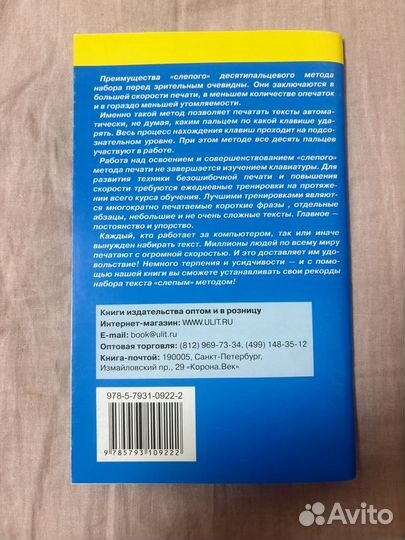 Преимущества «слепого» десятипальцевого метода
набора перед зрительным очевидны. Они заключаются в
большей скорости печати, в меньшем количестве опечаток
и в гораздо меньшей утомляемости.
Именно такой метод позволяет печатать тексты автома-
тически, не думая, каким пальцем по какой клавише уда-
рять. Весь процесс нахождения клавиш проходит на подсо-
знательном уровне. При этом методе все десять пальцев
участвуют в работе.
Работа над освоением и совершенствованием «слепого»
метода печати не завершается изучением клавиатуры. Для
развития техники безошибочной печати и повышения
скорости требуются ежедневные тренировки на протяже-
нии всего курса обучения. Лучшими тренировками являют-
ся многократно печатаемые короткие фразы , отдельные
абзацы, небольшие и не очень сложные тексты. Главное –
постоянство и упорство.
Каждый, кто работает за компьютером, так или иначе
вынужден набирать текст. Миллионы людей по всему миру
печатают с огромной скоростью. И это доставляет им удо-
вольствие! Немного терпения и усидчивости – и с помо-
щью нашей книги вы сможете устанавливать свои рекорды
набора текста «слепым» методом!
Книги издательства оптом и в розницу
Интернет-магазин: WWW.ULIT.RU
E-mail: book@ulit.ru
Оптовая торговля: (812) 969-73-34, (499) 148-35-12
Книга-почтой: 190005, Санкт-Петербург,
Измайловский пр., 29 «Корона.Век»
978-5-7931-0922-2
9 785793 109222
Avito